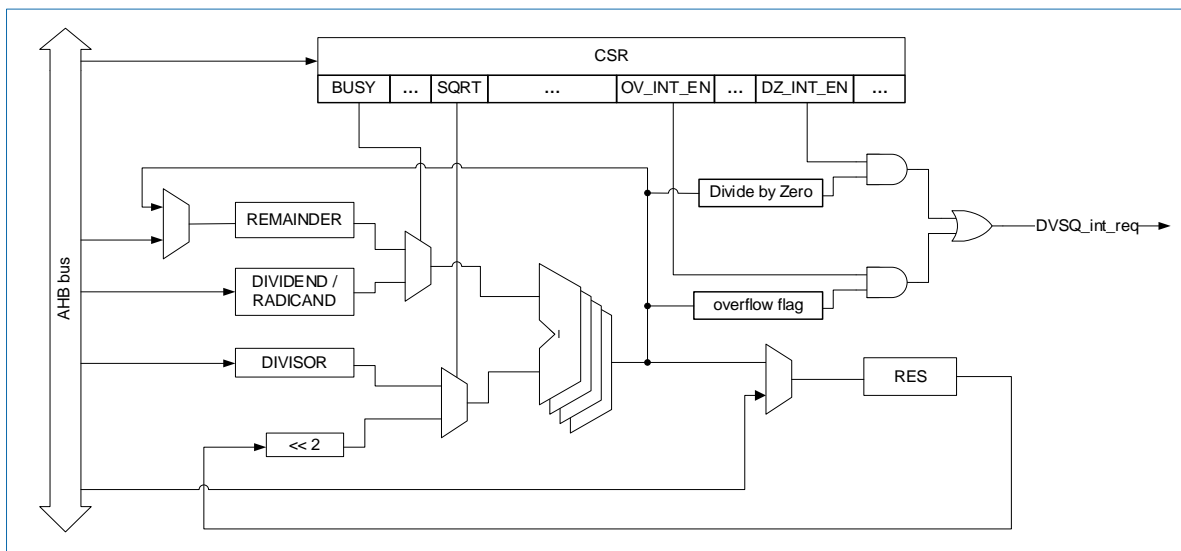 CSR
BUSY ... SQRT ... OV_INT_EN ... DZ_INT_EN ...
AHB bus
REMAINDER
Divide by Zero
DVSQ_int_req
DIVIDEND /
RADICAND
overflow flag
DIVISOR
RES
<< 2